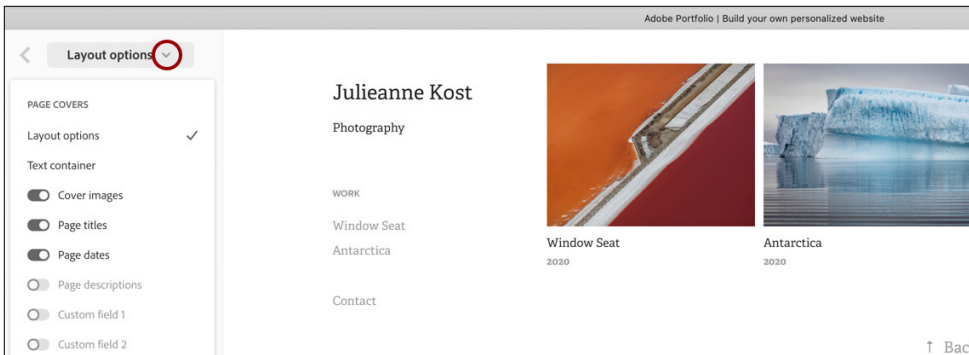 Adobe Portfolio | Build your own personalized website
Layout options
PAGE COVERS
Layout options
Text container
Cover images
Page titles
Page dates
Page descriptions
Custom field 1
Custom field 2
Julieanne Kost
Photography
WORK
Window Seat
Antarctica
Contact
Window Seat
2020
Antarctica
2020
↑ Bac